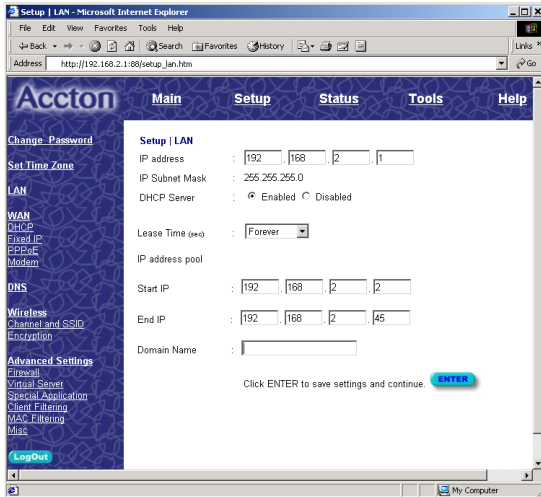 Setup | LAN - Microsoft Internet Explorer
File Edit View Favorites Tools Help
Back Search Favorites History Links »
Address http://192.168.2.1:88/setup_lan.htm Go
Accton Main Setup Status Tools Help
Change Password
Set Time Zone
LAN
WAN
DHCP
Fixed IP
PPPoE
Modem
DNS
Wireless
Channel and SSID
Encryption
Advanced Settings
Firewall
Virtual Server
Special Application
Client Filtering
MAC Filtering
Misc
LogOut
Setup | LAN
IP address : 192 . 168 . 2 . 1
IP Subnet Mask : 255.255.255.0
DHCP Server : Enabled Disabled
Lease Time (sec) : Forever
IP address pool
Start IP : 192 . 168 . 2 . 2
End IP : 192 . 168 . 2 . 45
Domain Name :
Click ENTER to save settings and continue. ENTER
My Computer